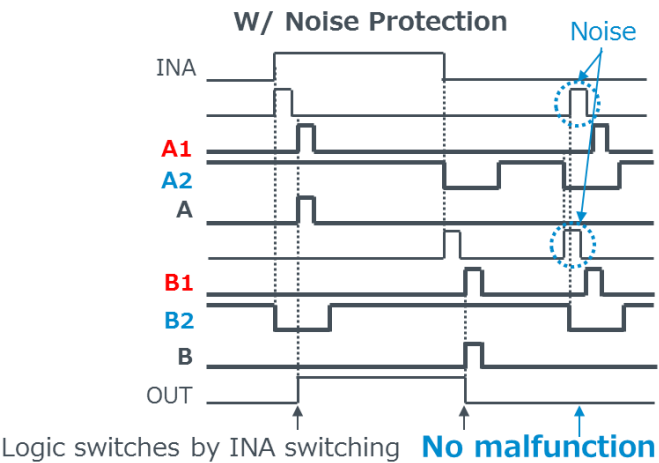 W/ Noise Protection
Noise
INA
A1
A2
A
B1
B2
B
OUT
Logic switches by INA switching
No malfunction